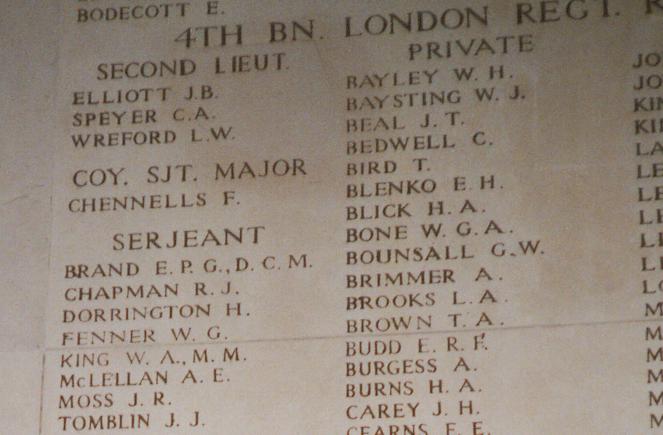 BODECOTT E.
4TH BN. LONDON REGT.
SECOND LIEUT.
ELLIOTT J.B.
SPEYER C.A.
WREFORD L.W.
COY. SJT. MAJOR
CHENNELLS F.
SERJEANT
BRAND E.P.G., D.C.M.
CHAPMAN R.J.
DORRINGTON H.
FENNER W.G.
KING W.A., M.M.
McLELLAN A.E.
MOSS J.R.
TOMBLIN J.J.
PRIVATE
BAYLEY W.H.
BAYSTING W.J.
BEAL J.T.
BEDWELL C.
BIRD T.
BLENKO E.H.
BLICK H.A.
BONE W.G.A.
BOUNSALL G.W.
BRIMMER A.
BROOKS L.A.
BROWN T.A.
BUDD E.R.F.
BURGESS A.
BURNS H.A.
CAREY J.H.
CEARNS E.E.